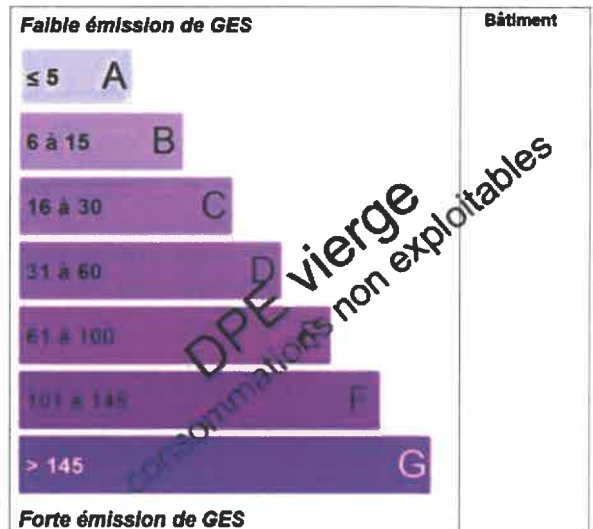 Faible émission de GES
Bâtiment
≤ 5 A
6 à 15 B
16 à 30 C
31 à 60 D
61 à 100
101 à 145 F
> 145 G
DPE vierge
consommations non exploitables
Forte émission de GES